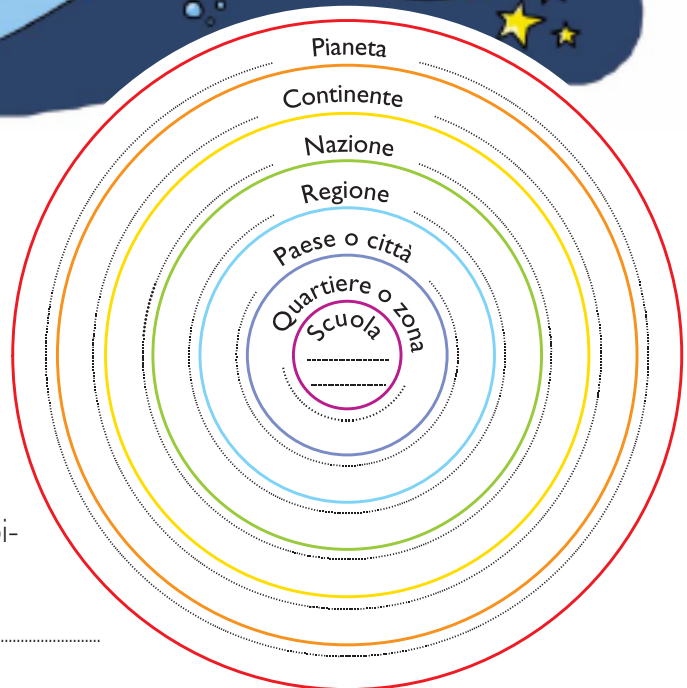 Pianeta
Continente
Nazione
Regione
Paese o città
Quartiere o zona
Scuola
i-